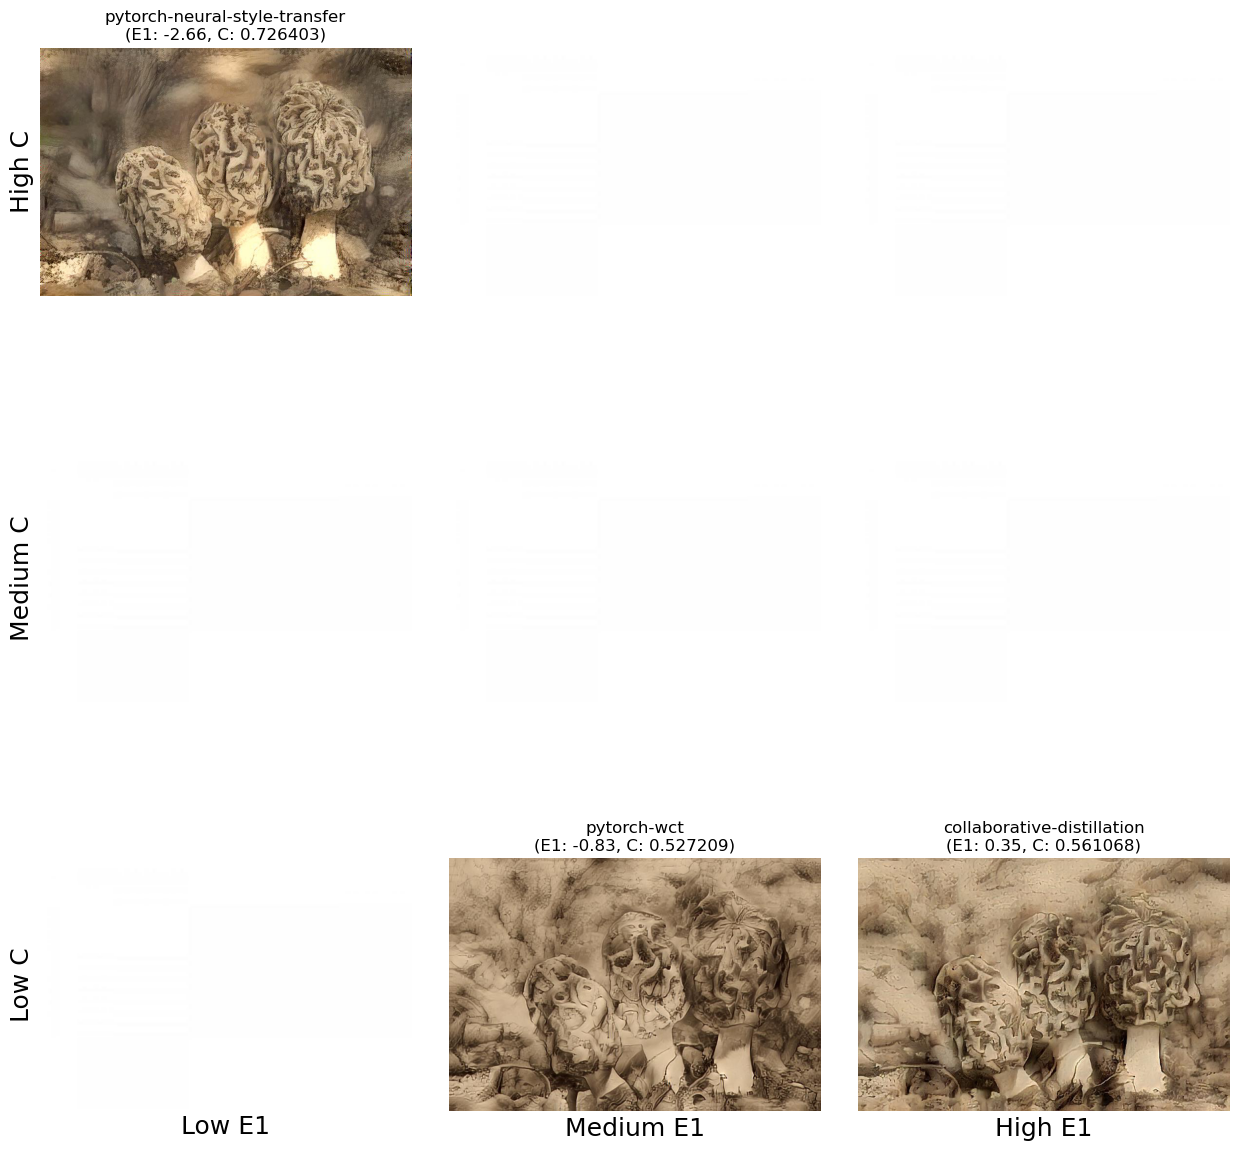 pytorch-neural-style-transfer
(E1: -2.66, C: 0.726403)
High C
Medium C
pytorch-wct
(E1: -0.83, C: 0.527209)
collaborative-distillation
(E1: 0.35, C: 0.561068)
Low C
Low E1
Medium E1
High E1